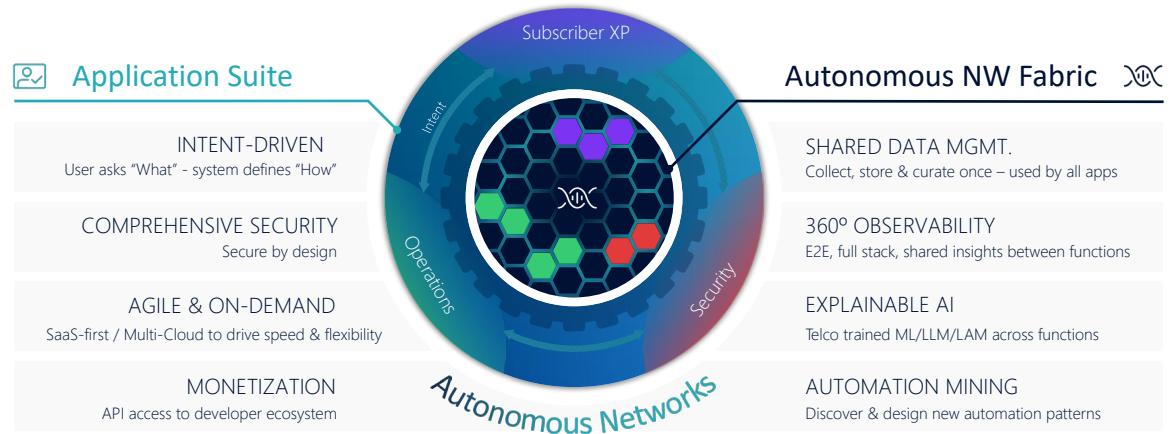 Application Suite
INTENT-DRIVEN
User asks “What” - system defines “How”
COMPREHENSIVE SECURITY
Secure by design
AGILE & ON-DEMAND
SaaS-first / Multi-Cloud to drive speed & flexibility
MONETIZATION
API access to developer ecosystem
Subscriber XP
Intent
Operations
Security
Autonomous Networks
Autonomous NW Fabric
SHARED DATA MGMT.
Collect, store & curate once – used by all apps
360º OBSERVABILITY
E2E, full stack, shared insights between functions
EXPLAINABLE AI
Telco trained ML/LLM/LAM across functions
AUTOMATION MINING
Discover & design new automation patterns